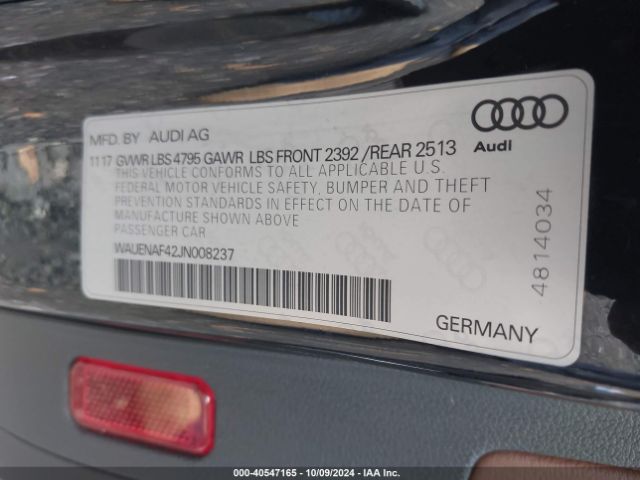 MFD. BY AUDI AG
11 17 GVWR LBS 4795 GAWR LBS FRONT 2392 /REAR 2513
THIS VEHICLE CONFORMS TO ALL APPLICABLE U.S.
FEDERAL MOTOR VEHICLE SAFETY, BUMPER AND THEFT
PREVENTION STANDARDS IN EFFECT ON THE DATE OF
MANUFACTURE SHOWN ABOVE
PASSENGER CAR
WAUENAF42JN008237
Audi
4814034
GERMANY
000-40547165 - 10/09/2024 - IAA Inc.